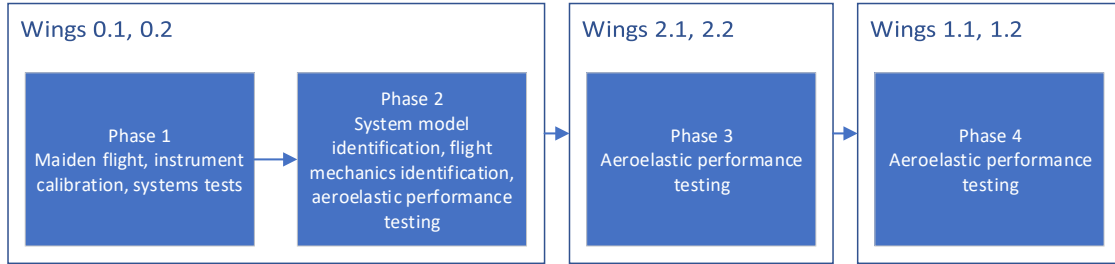 Wings 0.1, 0.2
Phase 1
Maiden flight, instrument
calibration, systems tests
Phase 2
System model
identification, flight
mechanics identification,
aeroelastic performance
testing
Wings 2.1, 2.2
Phase 3
Aeroelastic performance
testing
Wings 1.1, 1.2
Phase 4
Aeroelastic performance
testing